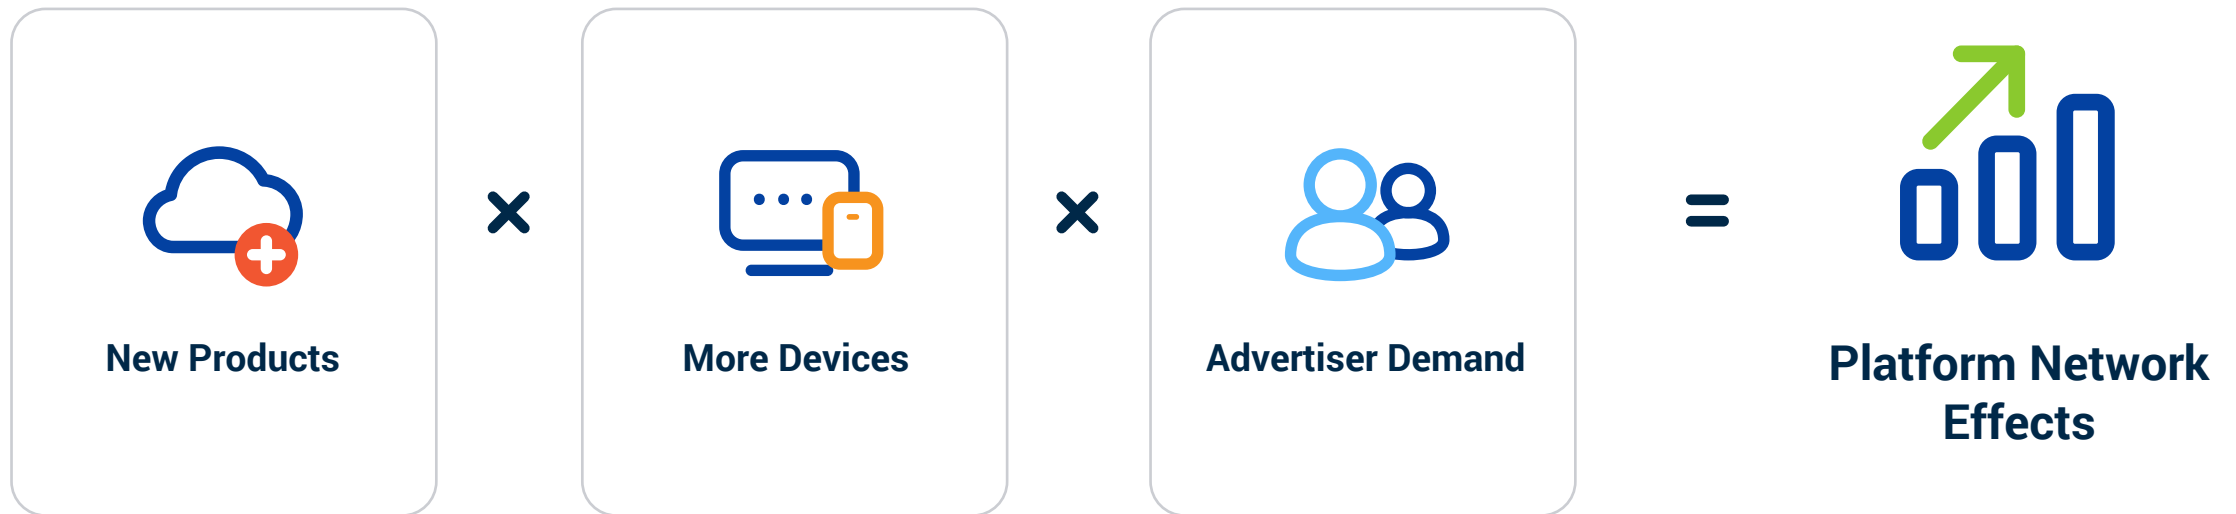 New Products
More Devices
Advertiser Demand
=
Platform Network
Effects